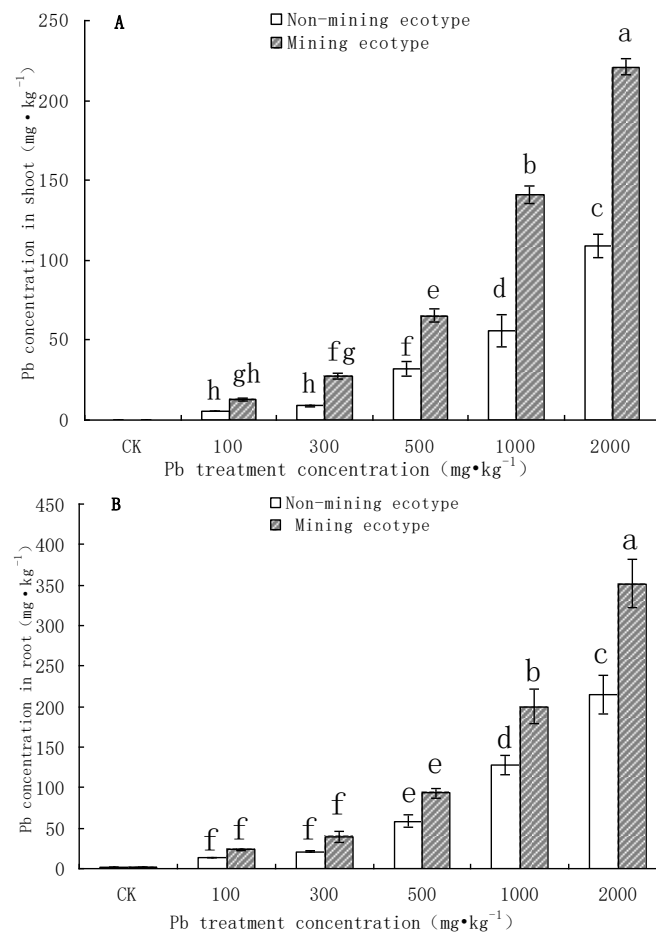 A
Non-mining ecotype
Mining ecotype
Pb concentration in shoot (mg•kg⁻¹)
250
200
150
100
50
0
h gh h fg f e d b c a
CK 100 300 500 1000 2000
Pb treatment concentration (mg•kg⁻¹)
B
Non-mining ecotype
Mining ecotype
Pb concentration in root (mg•kg⁻¹)
450
400
350
300
250
200
150
100
50
0
f f f f e e d b c a
CK 100 300 500 1000 2000
Pb treatment concentration (mg•kg⁻¹)